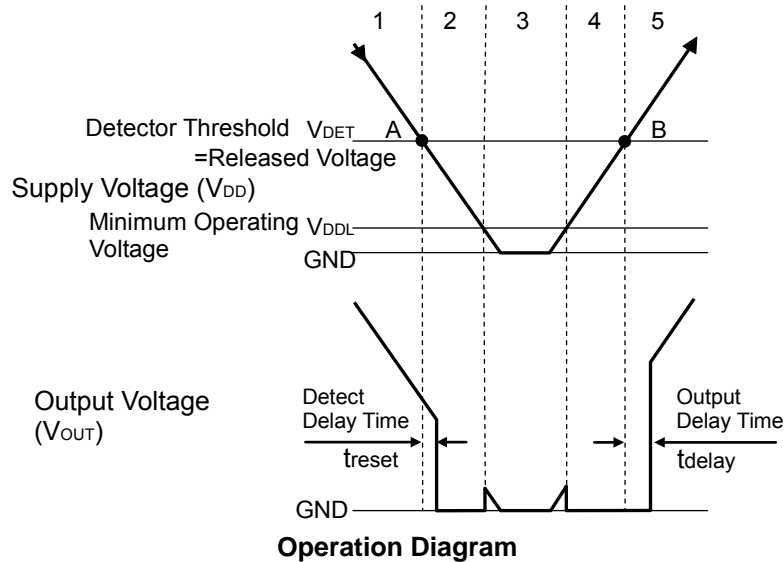 1 2 3 4 5
Detector Threshold VDET A B
=Released Voltage
Supply Voltage (VDD)
Minimum Operating VDDL
Voltage
GND
Output Voltage
(VOUT)
Detect
Delay Time
treset
Output
Delay Time
tdelay
GND
Operation Diagram